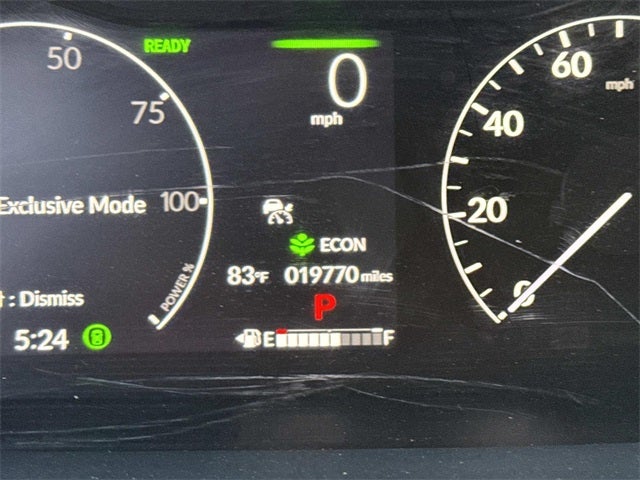 50
75
100
POWER %
Exclusive Mode
: Dismiss
5:24
READY
0
mph
ECON
83°F 019770 miles
P
E F
60
mph
40
20
0